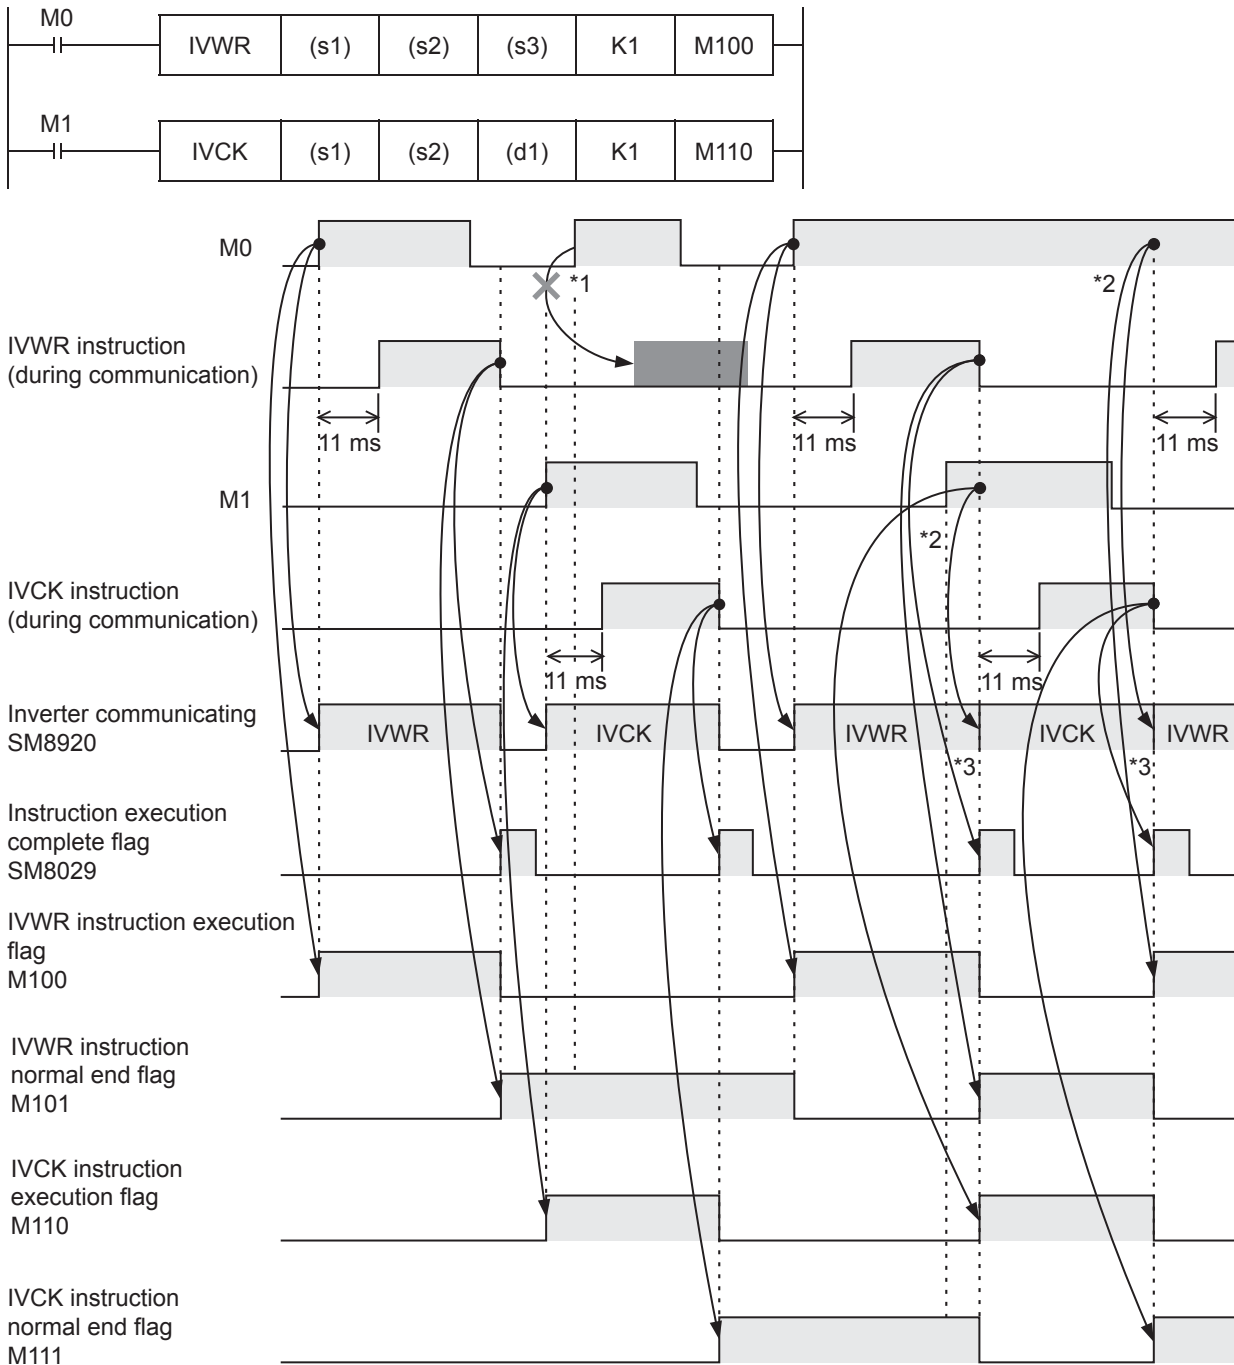 M0
IVWR (s1) (s2) (s3) K1 M100
M1
IVCK (s1) (s2) (d1) K1 M110
M0
*1
*2
IVWR instruction
(during communication)
11 ms 11 ms 11 ms
M1
*2
IVCK instruction
(during communication)
11 ms 11 ms
Inverter communicating
SM8920
IVWR IVCK IVWR IVCK IVWR
*3 *3
Instruction execution
complete flag
SM8029
IVWR instruction execution
flag
M100
IVWR instruction
normal end flag
M101
IVCK instruction
execution flag
M110
IVCK instruction
normal end flag
M111